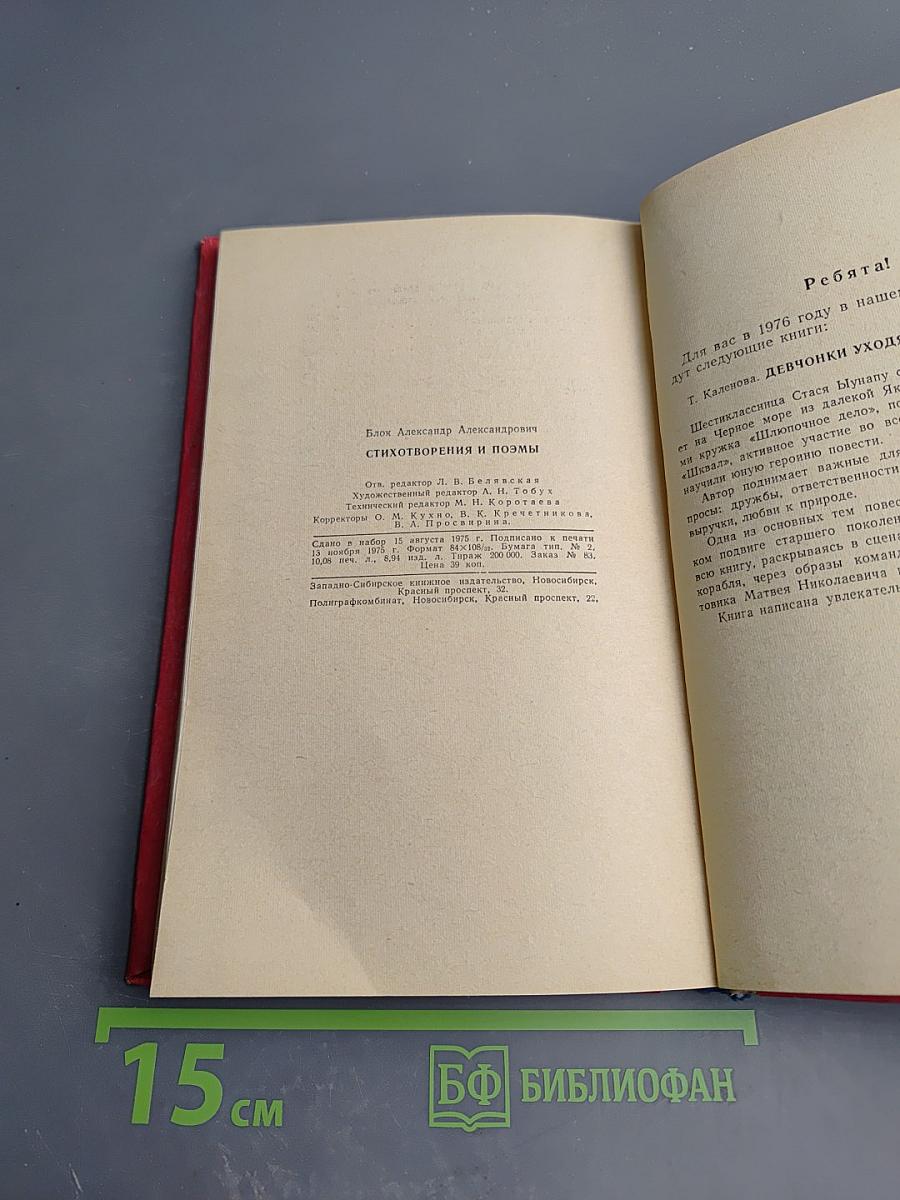 Блок Александр Александрович
СТИХОТВОРЕНИЯ И ПОЭМЫ
Отв. редактор Л. В. Белявская
Художественный редактор А. Н. Тобух
Технический редактор М. Н. Коротаева
Корректоры О. М. Кухно, В. К. Кречетникова,
В. А. Просвирина.
Сдано в набор 15 августа 1975 г. Подписано к печати
13 ноября 1975 г. Формат 84×108/32. Бумага тип. № 2,
10,08 печ. л., 8,94 изд. л. Тираж 200 000. Заказ № 83.
Цена 39 коп.
Западно-Сибирское книжное издательство, Новосибирск,
Красный проспект, 32.
Полиграфкомбинат, Новосибирск, Красный проспект, 22,
Ребята!
Для вас в 1976 году в нашем
дут следующие книги:
Т. Каленова. ДЕВЧОНКИ УХОДЯ
Шестиклассница Стася Ыунапу с
ет на Черное море из далекой Як
ми кружка «Шлюпочное дело», по
«Шквал», активное участие во все
научили юную героиню повести.
Автор поднимает важные для
просы: дружбы, ответственности
выручки, любви к природе.
Одна из основных тем повес
ком подвиге старшего поколен
всю книгу, раскрываясь в сцена
корабля, через образы команд
товика Матвея Николаевича и
Книга написана увлекатель
15 см
БФ БИБЛИОФАН